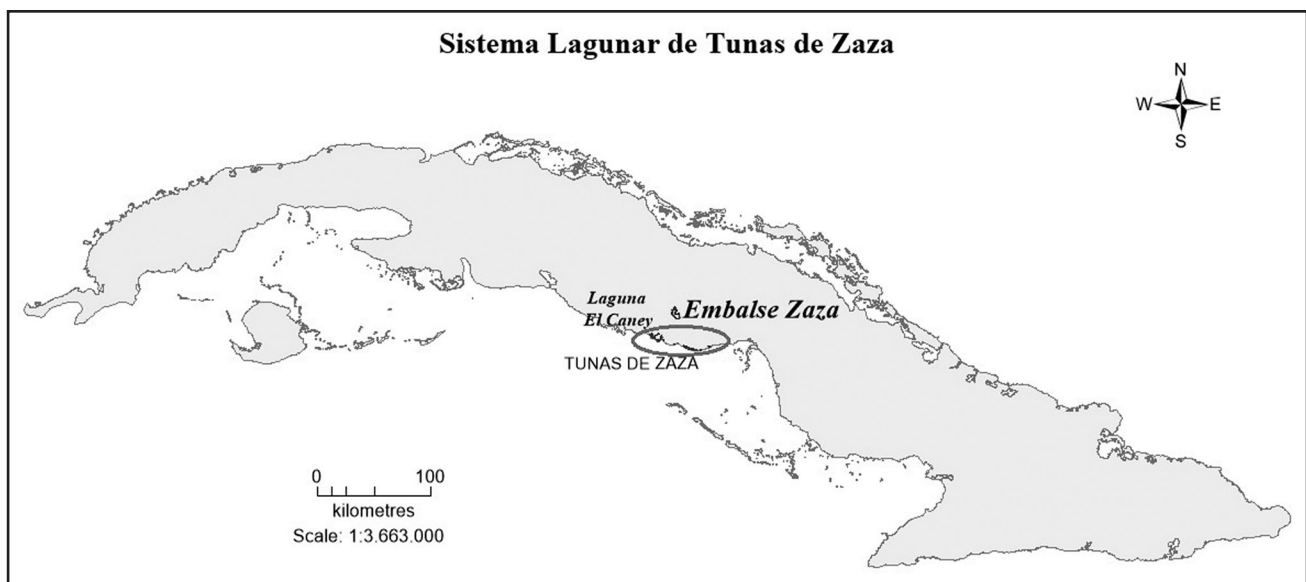 Sistema Lagunar de Tunas de Zaza
N
W E
S
Laguna
El Caney
Embalse Zaza
TUNAS DE ZAZA
0 100
kilometres
Scale: 1:3.663.000